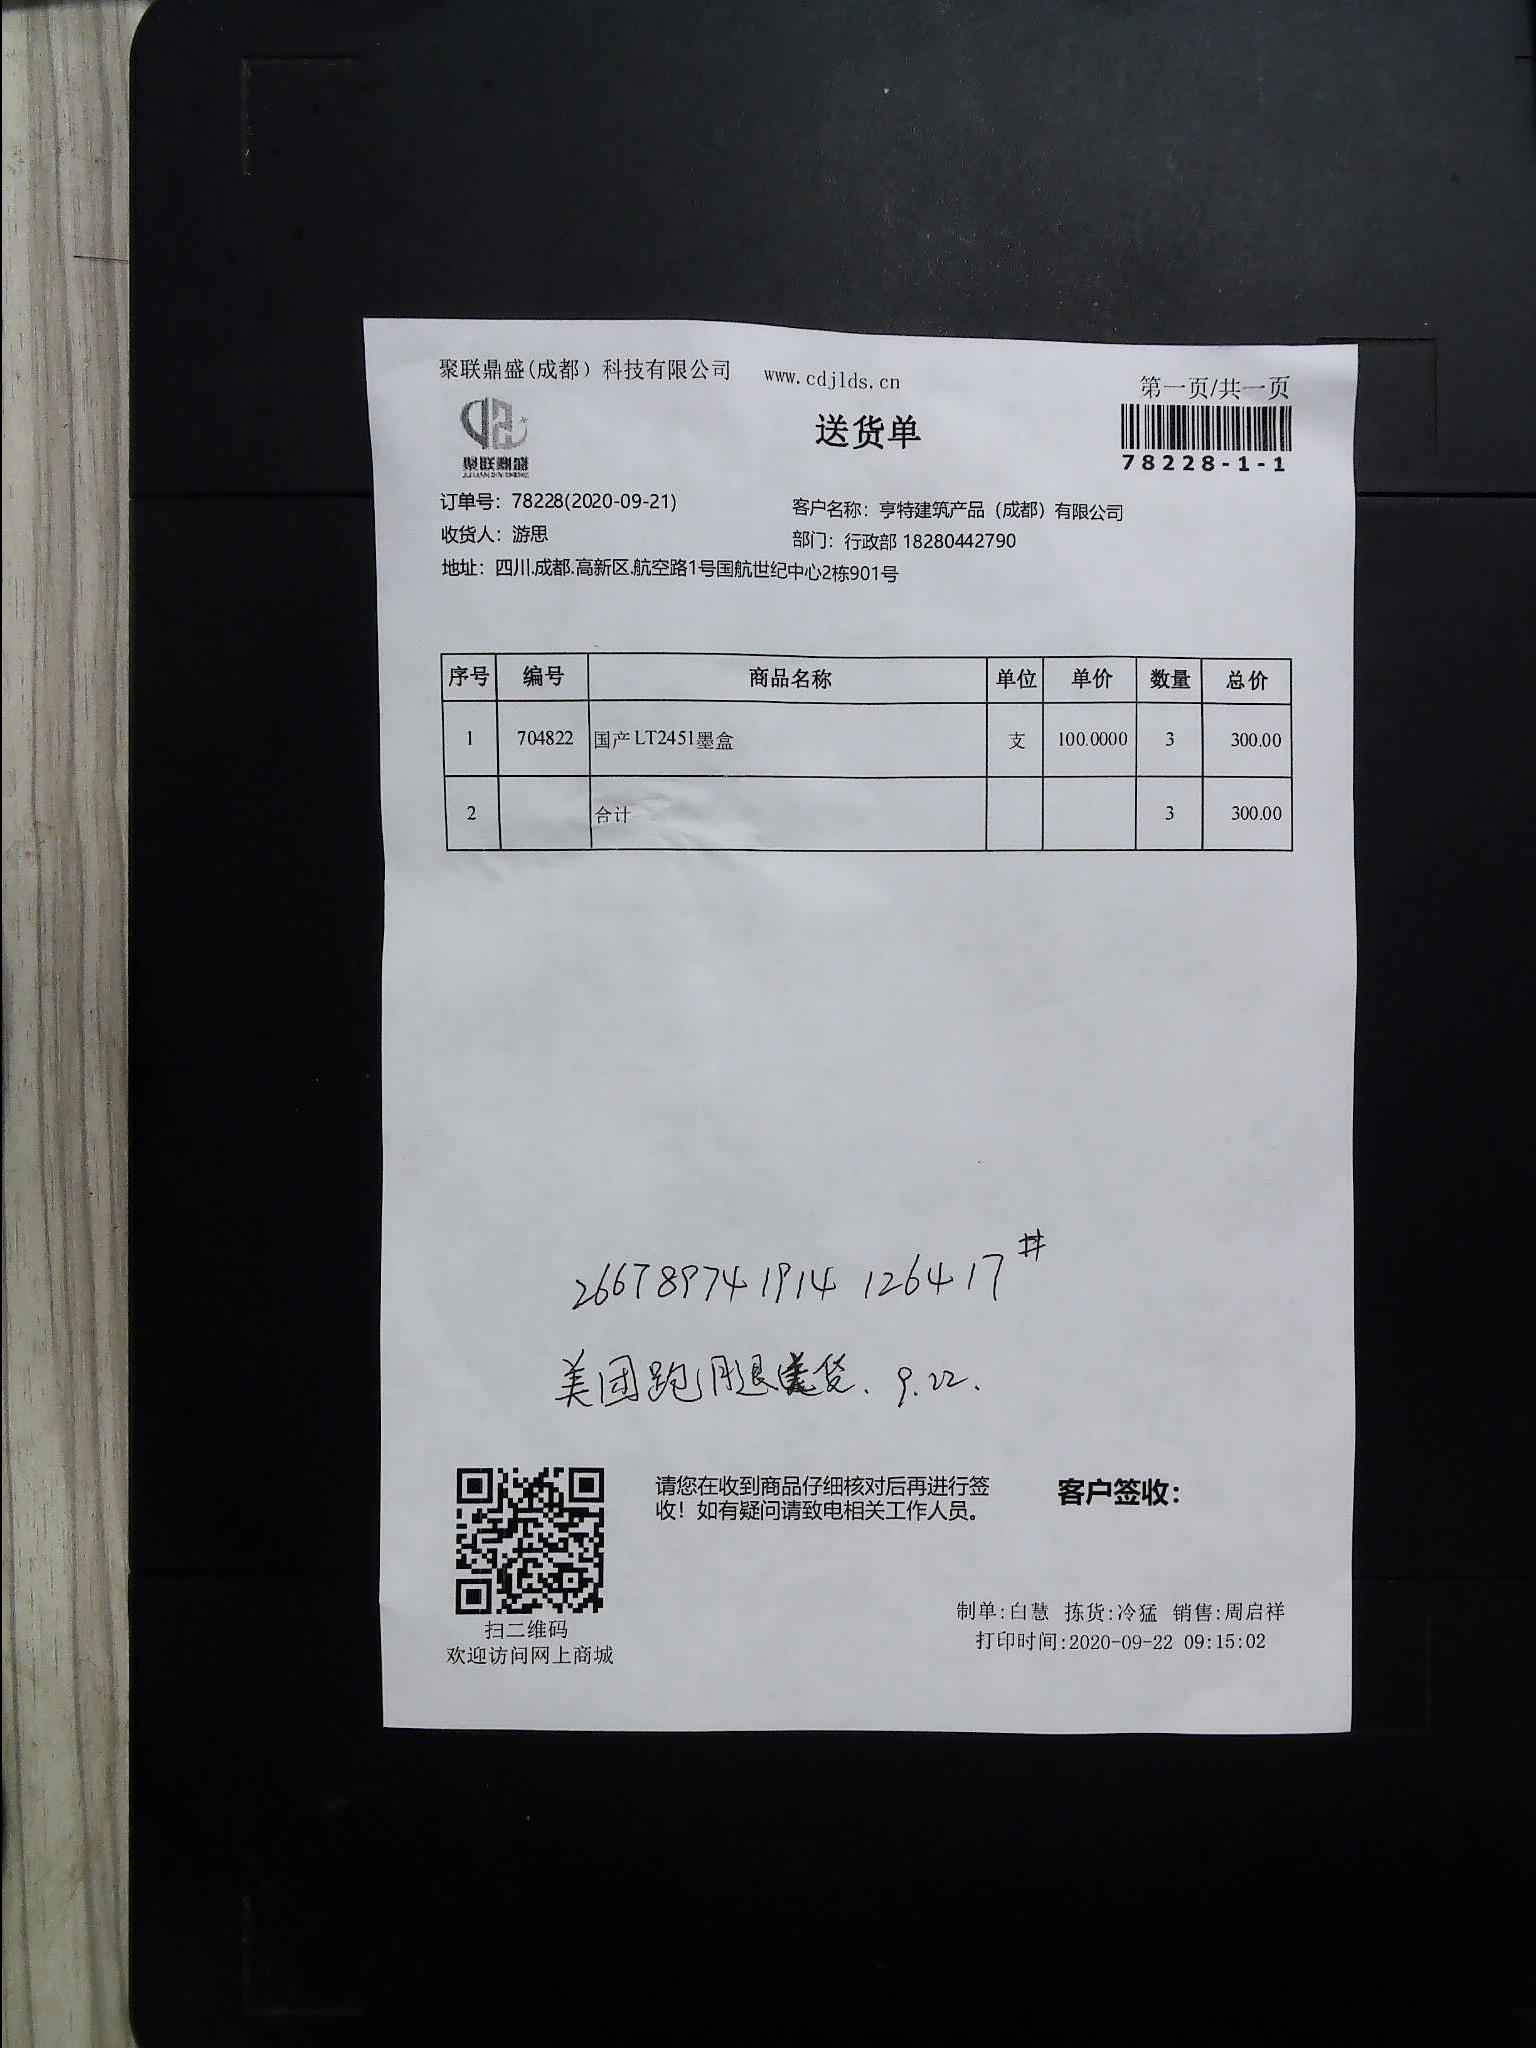 聚联鼎盛(成都）科技有限公司 www.cdjlds.cn
第一页/共一页
送货单
聚联鼎盛
78228-1-1
订单号：78228(2020-09-21) 客户名称：亨特建筑产品（成都）有限公司
收货人：游思 部门：行政部 18280442790
地址：四川.成都.高新区.航空路1号国航世纪中心2栋901号
序号 编号 商品名称 单位 单价 数量 总价
1 704822 国产LT2451墨盒 支 100.0000 3 300.00
2 合计 3 300.00
2667897419141 26417#
美团跑腿送货. 9.22.
请您在收到商品仔细核对后再进行签
收！如有疑问请致电相关工作人员。
客户签收：
扫二维码
欢迎访问网上商城
制单:白慧 拣货:冷猛 销售:周启祥
打印时间:2020-09-22 09:15:02